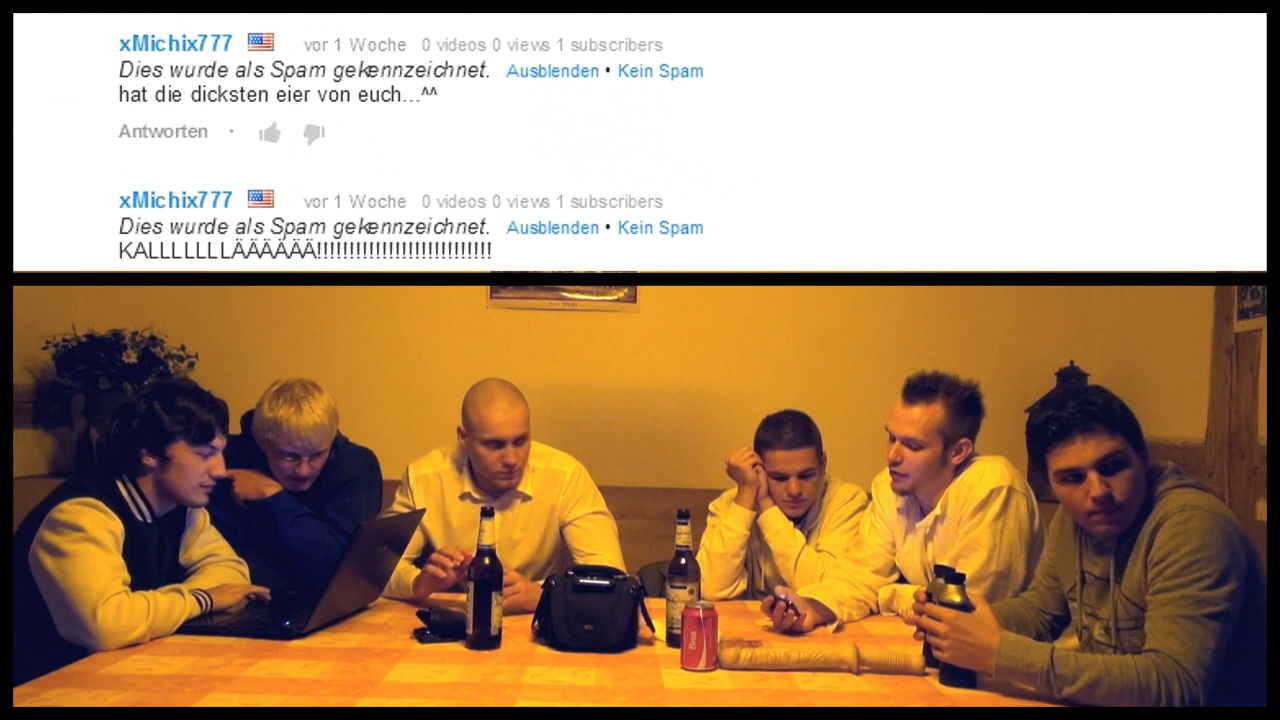 xMichix777 vor 1 Woche 0 videos 0 views 1 subscribers
Dies wurde als Spam gekennzeichnet. Ausblenden • Kein Spam
hat die dicksten eier von euch...^^
Antworten ·
xMichix777 vor 1 Woche 0 videos 0 views 1 subscribers
Dies wurde als Spam gekennzeichnet. Ausblenden • Kein Spam
KALLLLLLLÄÄÄÄÄÄ!!!!!!!!!!!!!!!!!!!!!!!!!!!